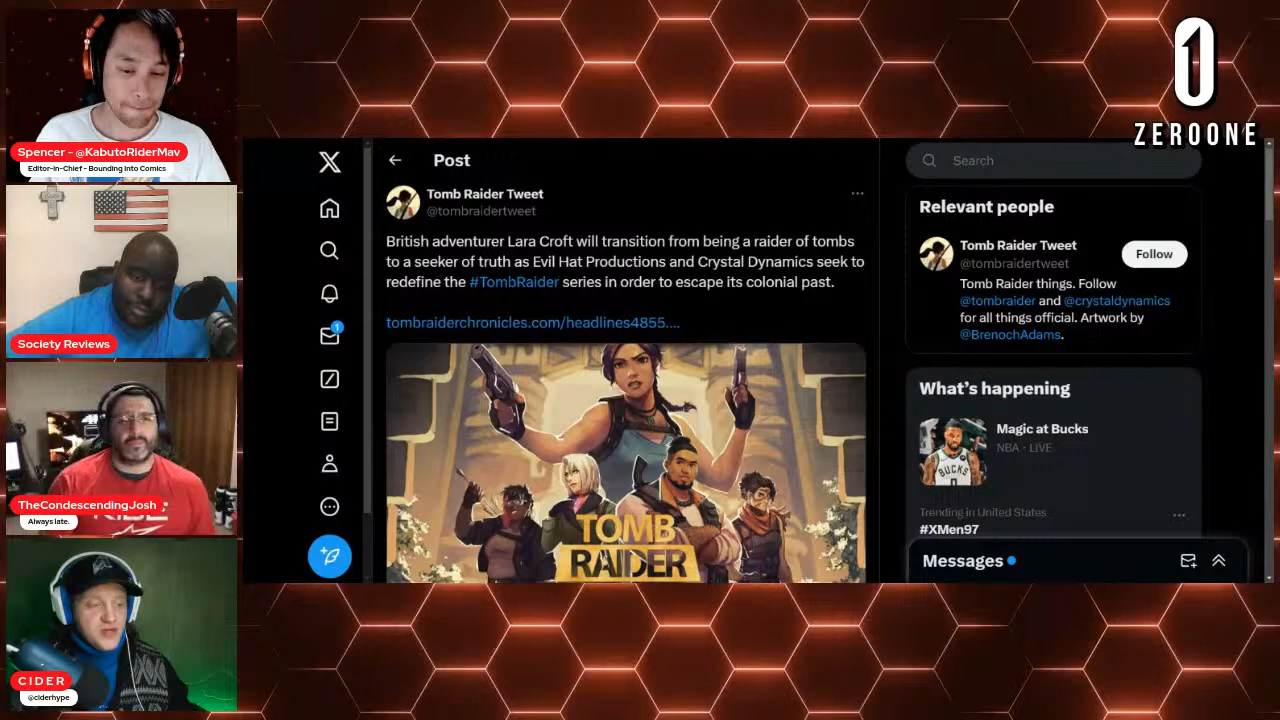 Spencer - @KabutoRiderMav
Editor-in-Chief - Bounding Into Comics
Society Reviews
TheCondescendingJosh
Always late.
CIDER
@ciderhype
Post
Tomb Raider Tweet
@tombraidertweet
British adventurer Lara Croft will transition from being a raider of tombs
to a seeker of truth as Evil Hat Productions and Crystal Dynamics seek to
redefine the #TombRaider series in order to escape its colonial past.
tombraiderchronicles.com/headlines4855....
TOMB
RAIDER
1
Search
Relevant people
Tomb Raider Tweet
@tombraidertweet
Follow
Tomb Raider things. Follow
@tombraider and @crystaldynamics
for all things official. Artwork by
@BrenochAdams.
What's happening
Magic at Bucks
NBA · LIVE
BUCKS
Trending in United States
#XMen97
Messages
ZEROONE